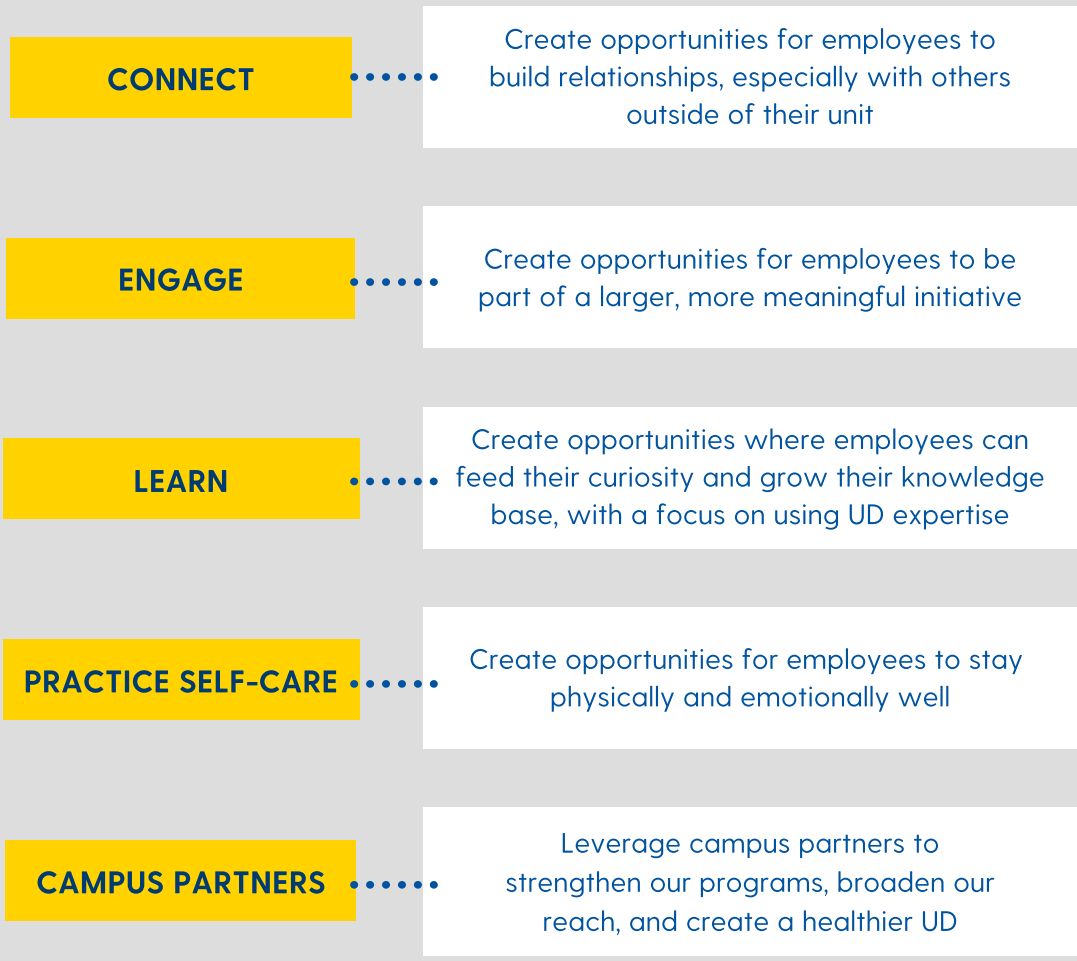 CONNECT
Create opportunities for employees to
build relationships, especially with others
outside of their unit
ENGAGE
Create opportunities for employees to be
part of a larger, more meaningful initiative
LEARN
Create opportunities where employees can
feed their curiosity and grow their knowledge
base, with a focus on using UD expertise
PRACTICE SELF-CARE
Create opportunities for employees to stay
physically and emotionally well
CAMPUS PARTNERS
Leverage campus partners to
strengthen our programs, broaden our
reach, and create a healthier UD